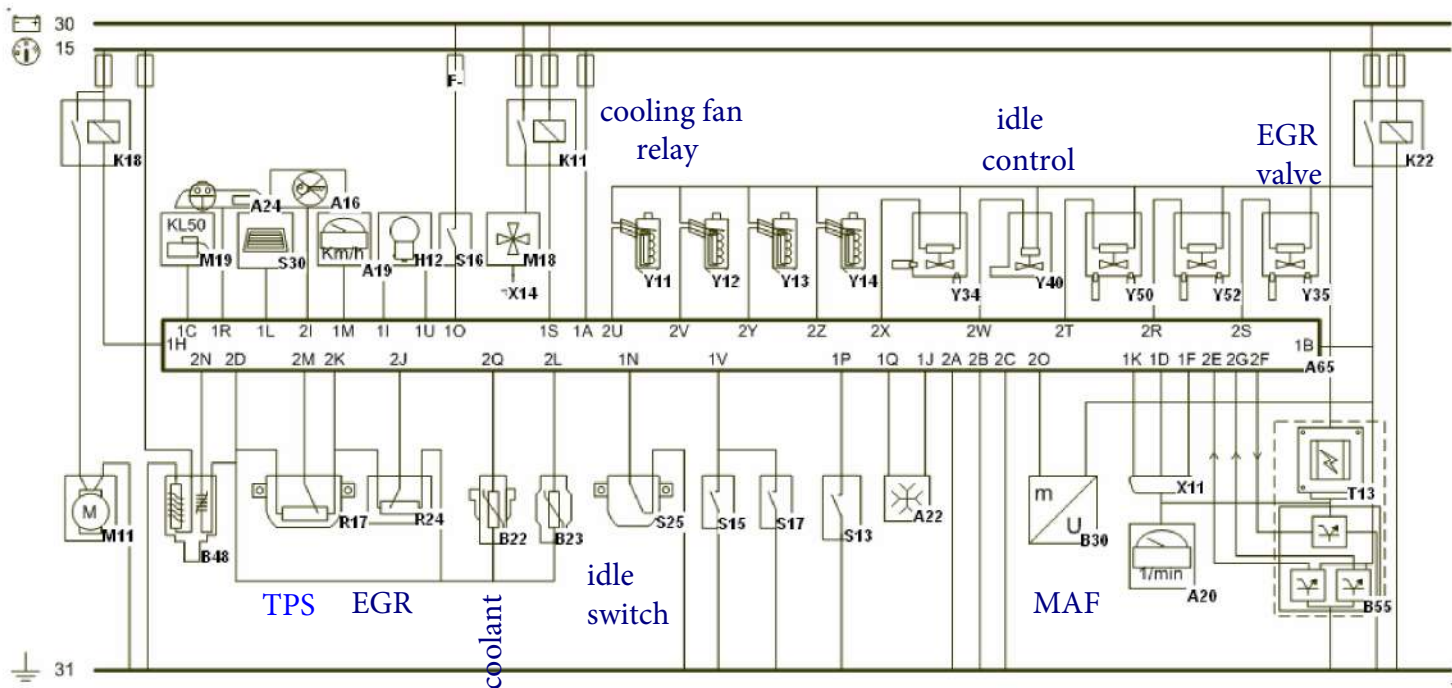 30
15
F-
cooling fan
relay
idle
control
EGR
valve
K18
K11
K22
A24
A16
KL50
M19
S30
Km/h
A19
H12
S16
M18
X14
Y11
Y12
Y13
Y14
Y34
Y40
Y50
Y52
Y35
1C 1R 1L 2I 1M 1I 1U 1O 1S 1A 2U 2V 2Y 2Z 2X 2W 2T 2R 2S
1H
1B
2N 2D 2M 2K 2J 2Q 2L 1N 1V 1P 1Q 1J 2A 2B 2C 2O 1K 1D 1F 2E 2G 2F
A65
M
M11
B48
R17
R24
B22
B23
S25
S15
S17
S13
A22
m
U
B30
X11
1/min
A20
T13
B55
TPS
EGR
coolant
idle
switch
MAF
31